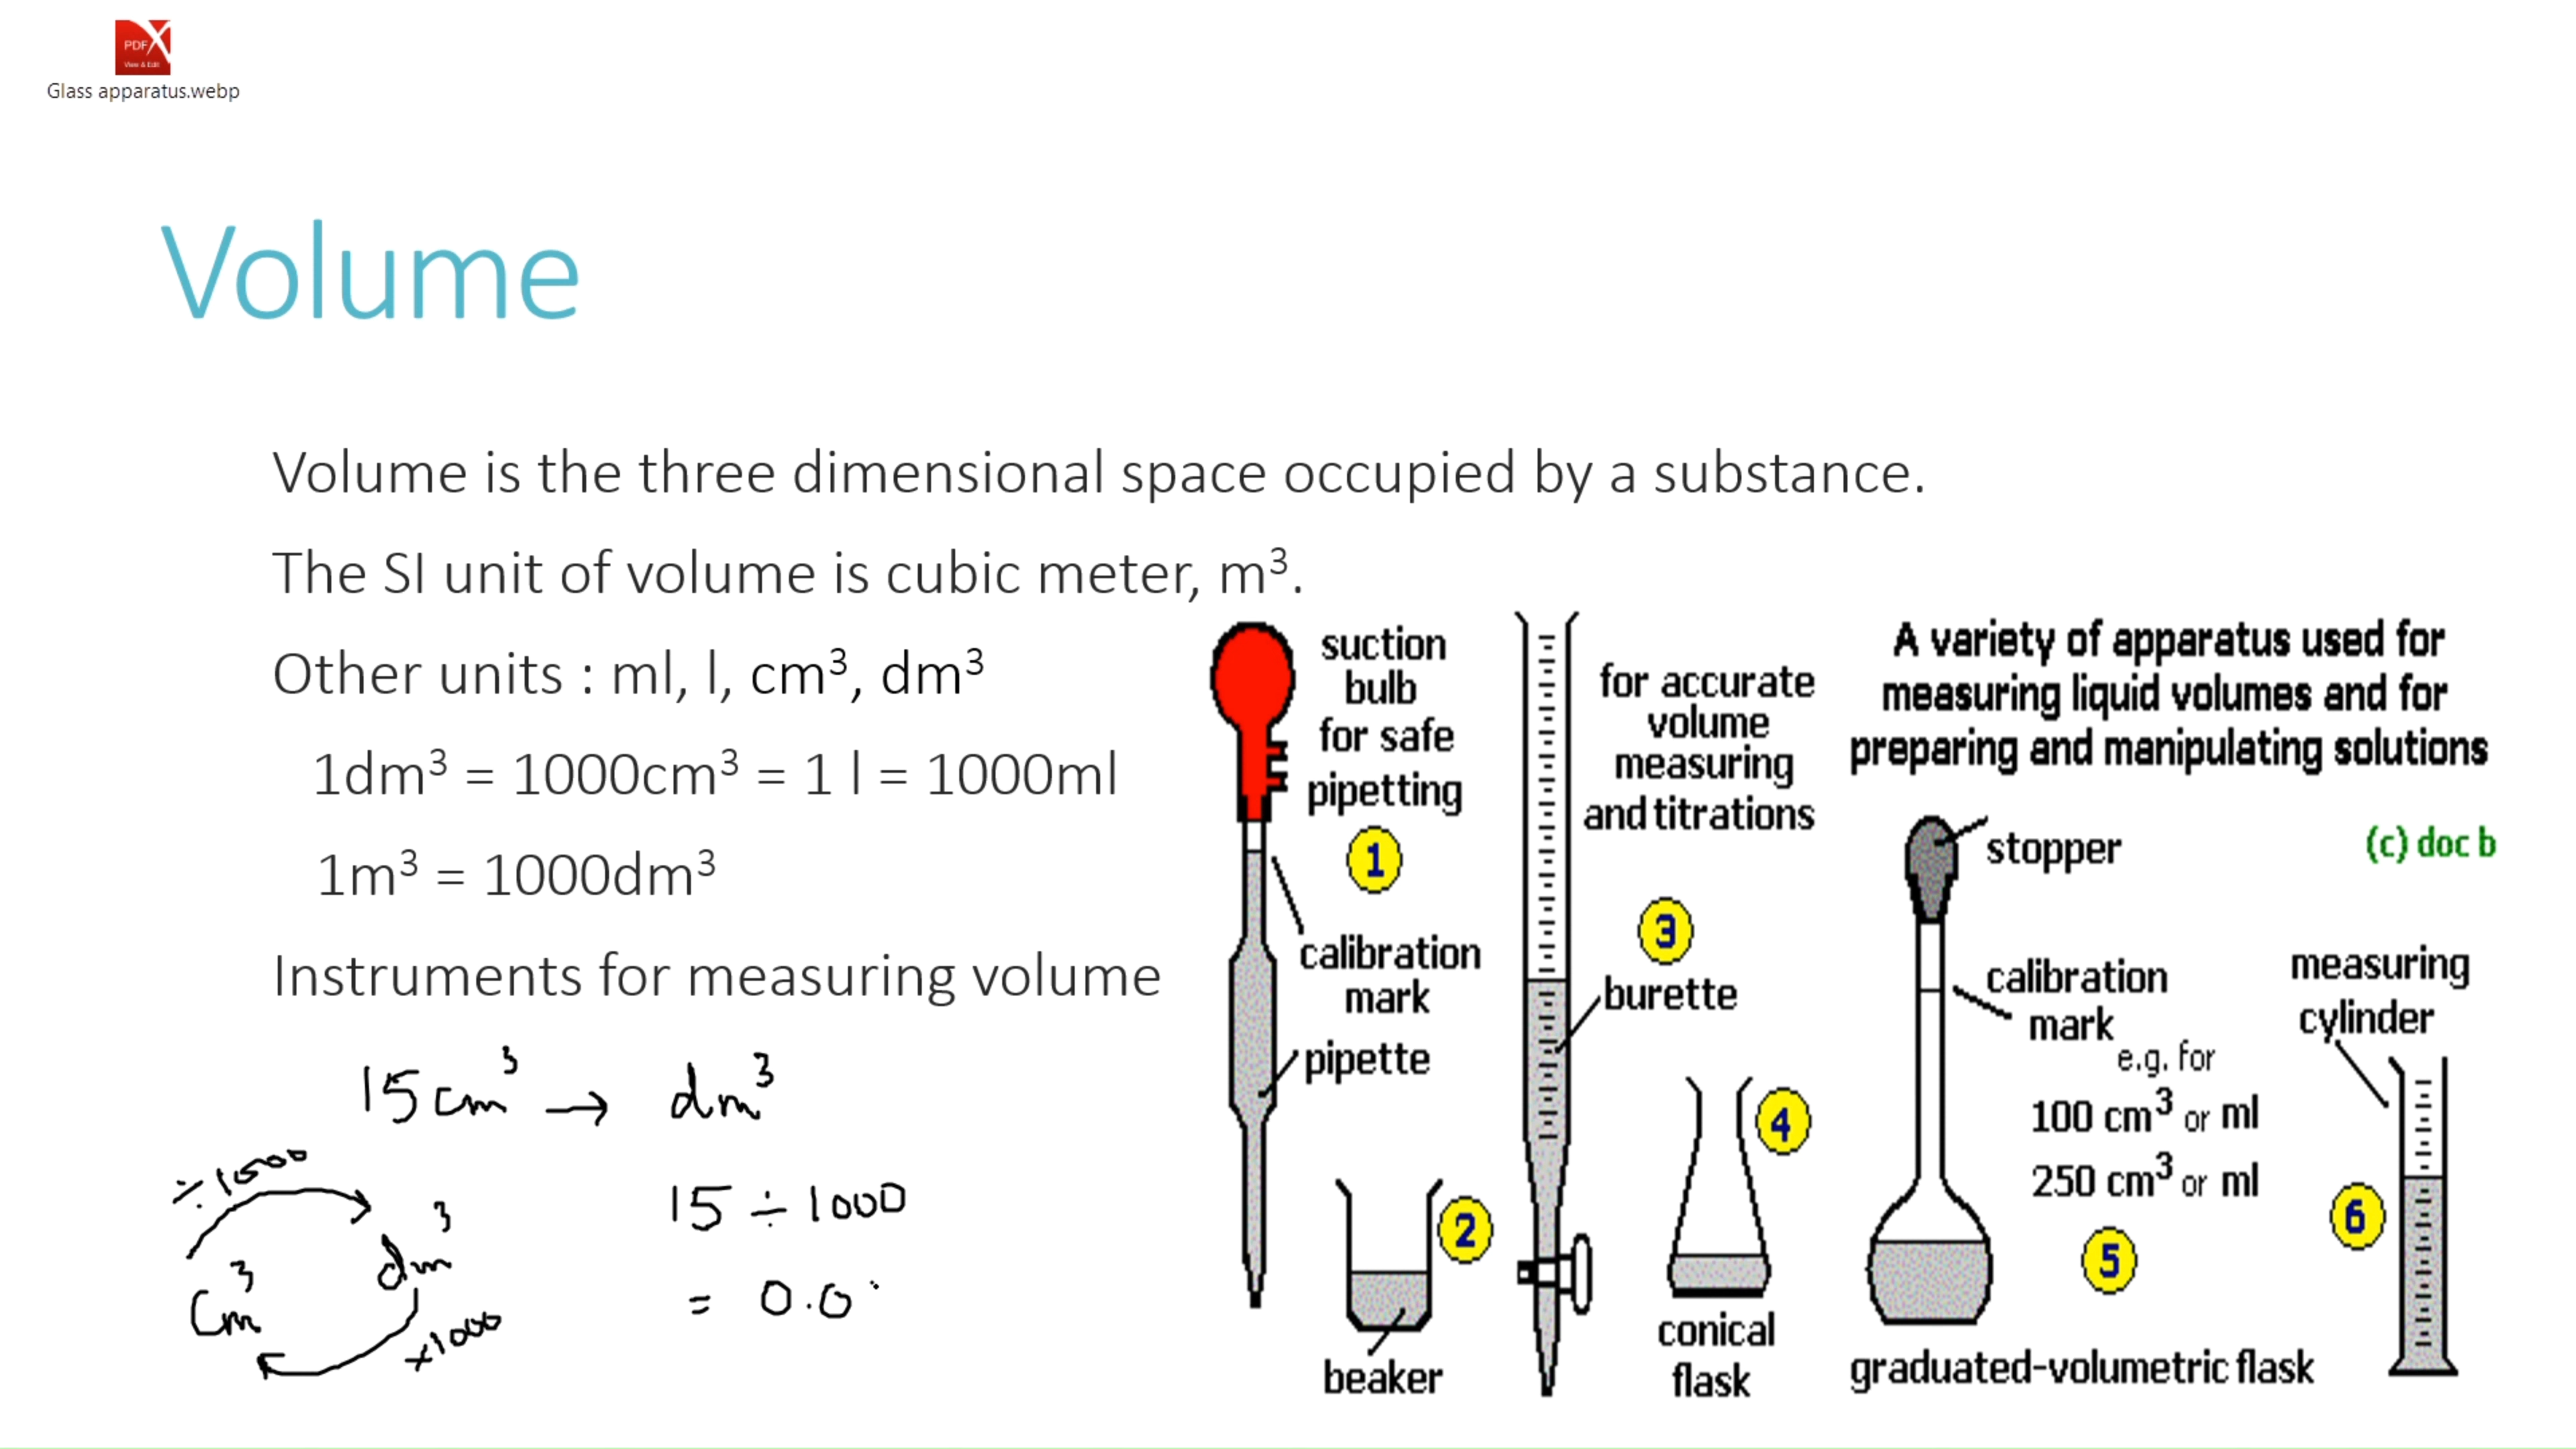 PDF X
View & Edit
Glass apparatus.webp
Volume
Volume is the three dimensional space occupied by a substance.
The SI unit of volume is cubic meter, m³.
Other units : ml, l, cm³, dm³
1dm³ = 1000cm³ = 1 l = 1000ml
1m³ = 1000dm³
Instruments for measuring volume
15 cm³ → dm³
÷1000
cm³
dm³
×1000
15 ÷ 1000
= 0.0
suction
bulb
for safe
pipetting
1
calibration
mark
pipette
2
beaker
for accurate
volume
measuring
and titrations
3
burette
4
conical
flask
A variety of apparatus used for
measuring liquid volumes and for
preparing and manipulating solutions
(c) doc b
stopper
calibration
mark
e.g. for
100 cm³ or ml
250 cm³ or ml
5
graduated-volumetric flask
measuring
cylinder
6